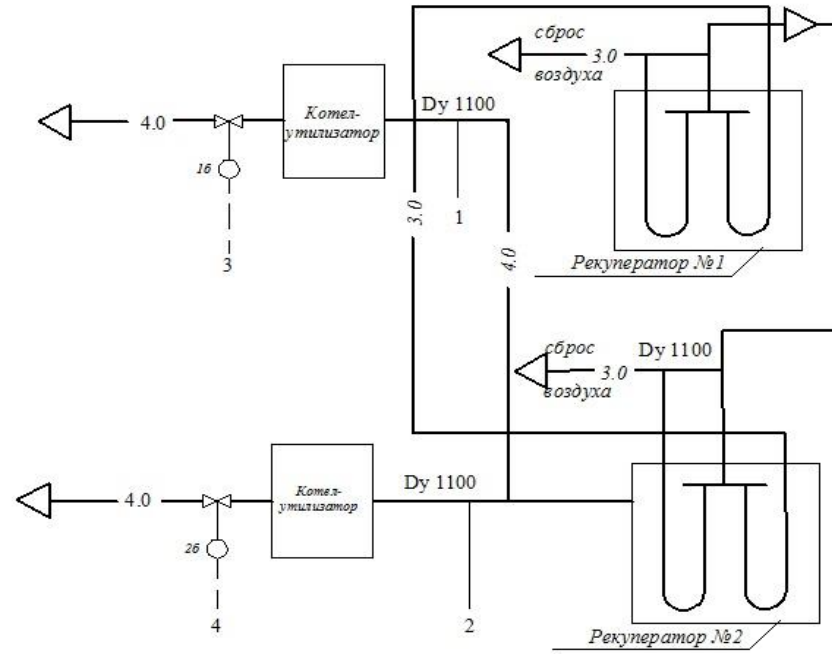 сброс
3.0
воздуха
Dy 1100
4.0
Котел-
утилизатор
1б
3.0
1
3
4.0
Рекуператор №1
сброс
Dy 1100
3.0
воздуха
4.0
Котел-
утилизатор
Dy 1100
2б
4
2
Рекуператор №2